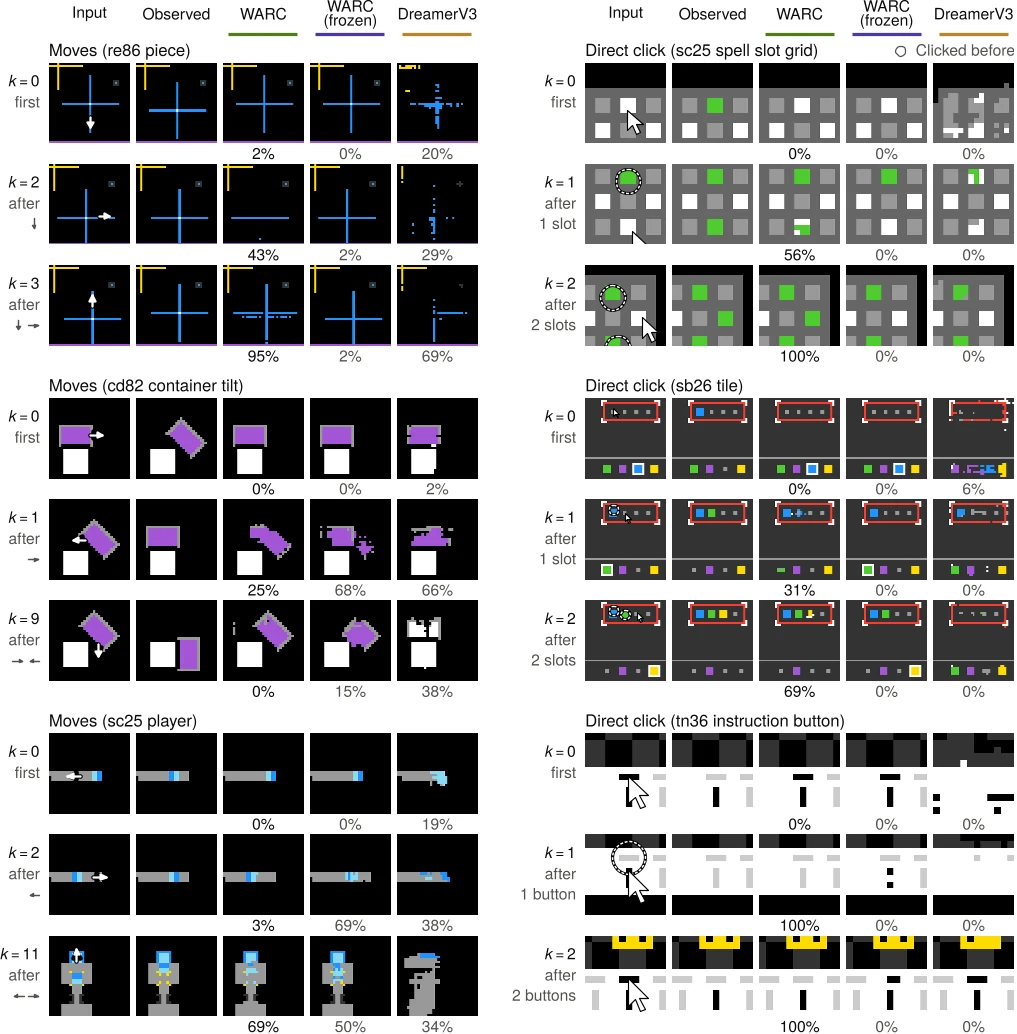 Input Observed WARC WARC (frozen) DreamerV3
Moves (re86 piece)
k = 0
first
2% 0% 20%
k = 2
after
↓
43% 2% 29%
k = 3
after
↓ →
95% 2% 69%
Moves (cd82 container tilt)
k = 0
first
0% 0% 2%
k = 1
after
→
25% 68% 66%
k = 9
after
→ ←
0% 15% 38%
Moves (sc25 player)
k = 0
first
0% 0% 19%
k = 2
after
←
3% 69% 38%
k = 11
after
← →
69% 50% 34%
Input Observed WARC WARC (frozen) DreamerV3
Direct click (sc25 spell slot grid) Clicked before
k = 0
first
0% 0% 0%
k = 1
after
1 slot
56% 0% 0%
k = 2
after
2 slots
100% 0% 0%
Direct click (sb26 tile)
k = 0
first
0% 0% 6%
k = 1
after
1 slot
31% 0% 0%
k = 2
after
2 slots
69% 0% 0%
Direct click (tn36 instruction button)
k = 0
first
0% 0% 0%
k = 1
after
1 button
100% 0% 0%
k = 2
after
2 buttons
100% 0% 0%